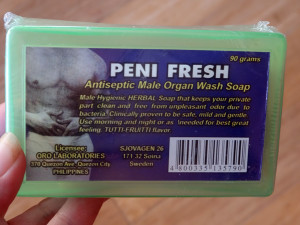 90 grams
PENI FRESH
Antiseptic Male Organ Wash Soap
Male Hygienic HERBAL Soap that keeps your private
part clean and free from unpleasant odor due to
bacteria. Clinically proven to be safe, mild and gentle.
Use morning and night or as needed for best great
feeling. TUTTI-FRUITTI flavor
Licensee:
ORO LABORATORIES
Quezon Ave. Quezon City
PHILIPPINES
SJOVAGEN 26
171 32 Solna
Sweden
4 800335 135790